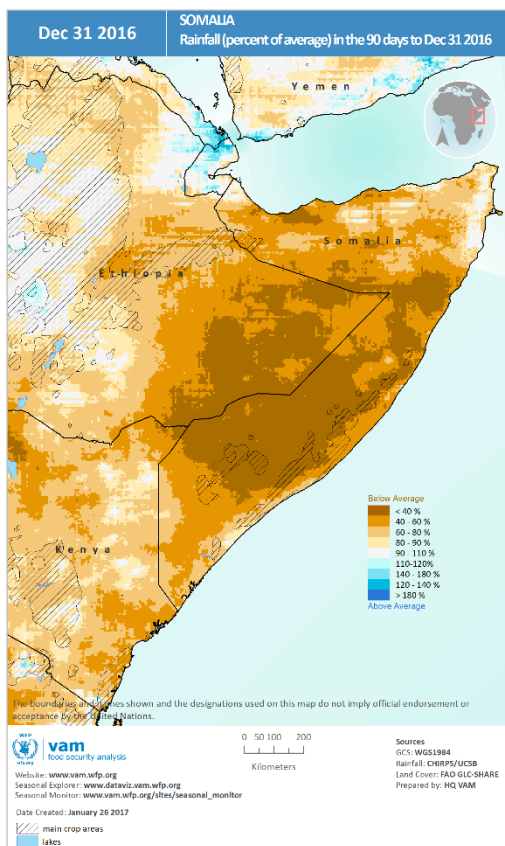 Dec 31 2016
SOMALIA
Rainfall (percent of average) in the 90 days to Dec 31 2016
Yemen
N
Somalia
Ethiopia
Kenya
Below Average
< 40 %
40 - 60 %
60 - 80 %
80 - 90 %
90 - 110 %
110-120%
140 - 180 %
120 - 140 %
> 180 %
Above Average
The boundaries and names shown and the designations used on this map do not imply official endorsement or
acceptance by the United Nations.
WFP
wfp.org
vam
food security analysis
0 50 100 200
Kilometers
Sources
GCS: WGS1984
Rainfall: CHIRPS/UCSB
Land Cover: FAO GLC-SHARE
Prepared by: HQ VAM
Website: www.vam.wfp.org
Seasonal Explorer: www.dataviz.vam.wfp.org
Seasonal Monitor: www.vam.wfp.org/sites/seasonal_monitor
Date Created: January 26 2017
main crop areas
lakes